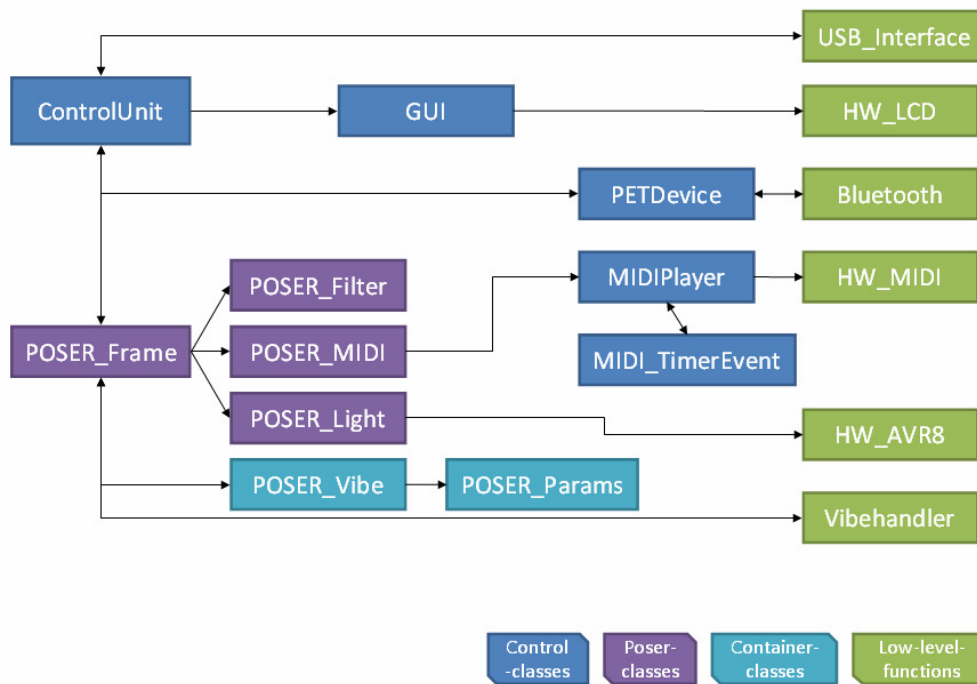 USB_Interface
ControlUnit
GUI
HW_LCD
PETDevice
Bluetooth
POSER_Filter
MIDIPlayer
HW_MIDI
POSER_Frame
POSER_MIDI
MIDI_TimerEvent
POSER_Light
HW_AVR8
POSER_Vibe
POSER_Params
Vibehandler
Control
-classes
Poser-
classes
Container-
classes
Low-level-
functions